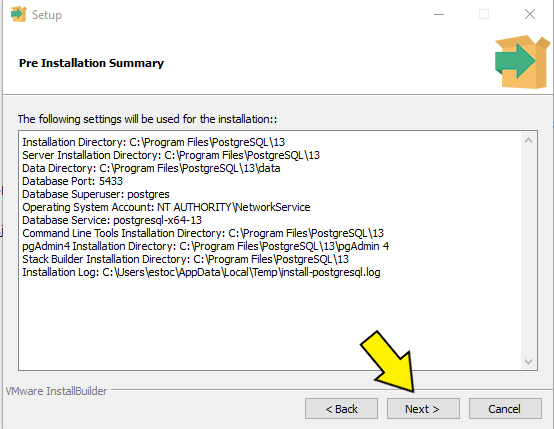 Setup
Pre Installation Summary
The following settings will be used for the installation::
Installation Directory: C:\Program Files\PostgreSQL\13
Server Installation Directory: C:\Program Files\PostgreSQL\13
Data Directory: C:\Program Files\PostgreSQL\13\data
Database Port: 5433
Database Superuser: postgres
Operating System Account: NT AUTHORITY\NetworkService
Database Service: postgresql-x64-13
Command Line Tools Installation Directory: C:\Program Files\PostgreSQL\13
pgAdmin4 Installation Directory: C:\Program Files\PostgreSQL\13\pgAdmin 4
Stack Builder Installation Directory: C:\Program Files\PostgreSQL\13
Installation Log: C:\Users\estoc\AppData\Local\Temp\install-postgresql.log
VMware InstallBuilder
< Back
Next >
Cancel